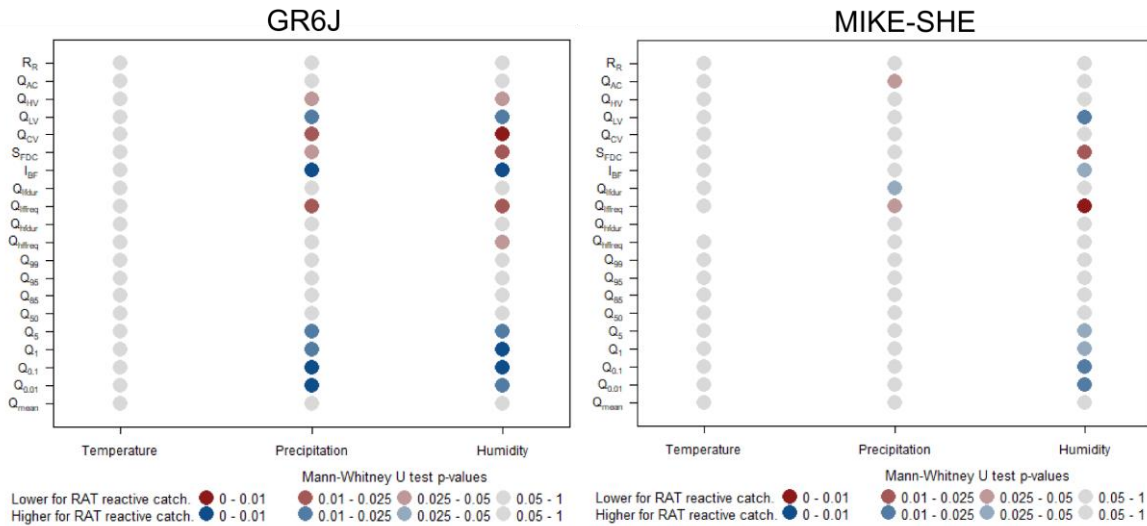 GR6J
R_R
Q_AC
Q_HV
Q_LV
Q_CV
S_FDC
I_BF
Q_lfdur
Q_lffreq
Q_hfdur
Q_hffreq
Q_99
Q_95
Q_85
Q_50
Q_5
Q_1
Q_0.1
Q_0.01
Q_mean
Temperature Precipitation Humidity
Mann-Whitney U test p-values
Lower for RAT reactive catch. 0 - 0.01 0.01 - 0.025 0.025 - 0.05 0.05 - 1
Higher for RAT reactive catch. 0 - 0.01 0.01 - 0.025 0.025 - 0.05 0.05 - 1
MIKE-SHE
R_R
Q_AC
Q_HV
Q_LV
Q_CV
S_FDC
I_BF
Q_lfdur
Q_lffreq
Q_hfdur
Q_hffreq
Q_99
Q_95
Q_85
Q_50
Q_5
Q_1
Q_0.1
Q_0.01
Q_mean
Temperature Precipitation Humidity
Mann-Whitney U test p-values
Lower for RAT reactive catch. 0 - 0.01 0.01 - 0.025 0.025 - 0.05 0.05 - 1
Higher for RAT reactive catch. 0 - 0.01 0.01 - 0.025 0.025 - 0.05 0.05 - 1